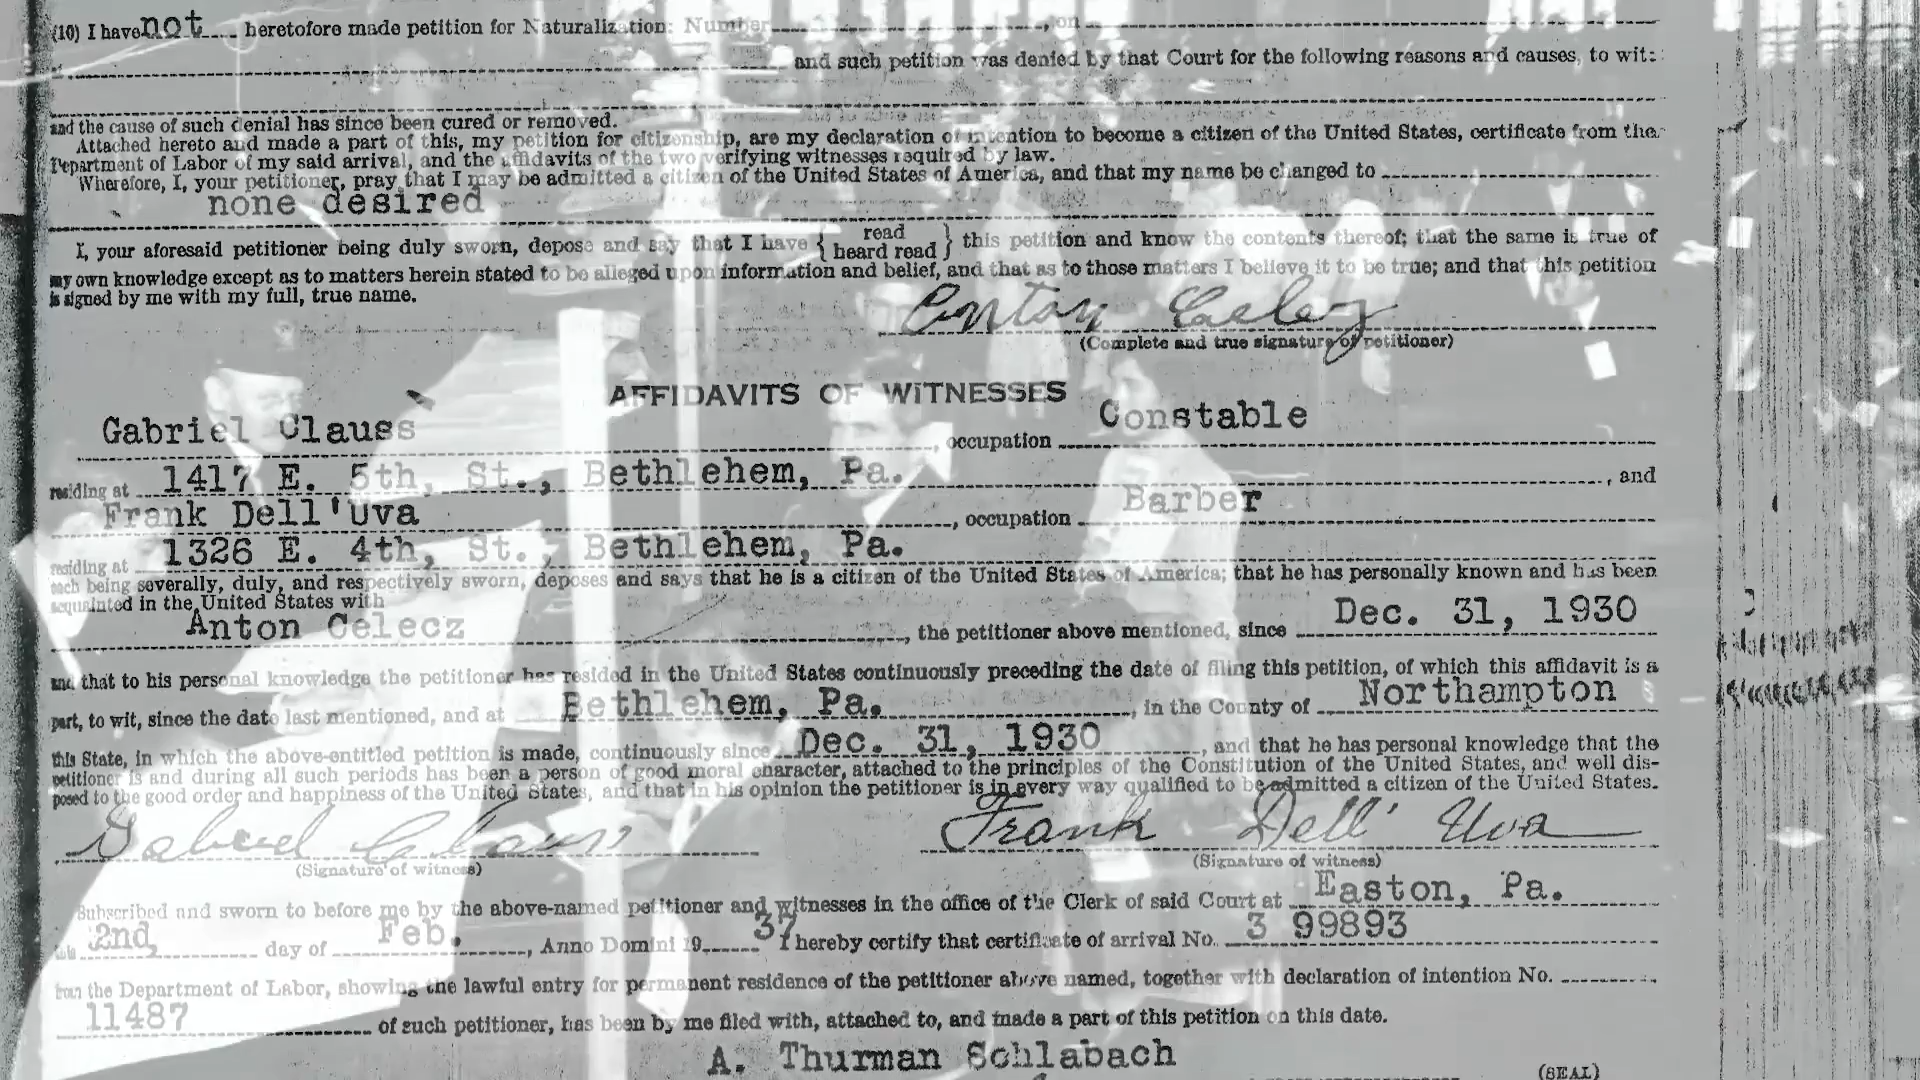 (10) I have not heretofore made petition for Naturalization: Number , on
and such petition was denied by that Court for the following reasons and causes, to wit:
and the cause of such denial has since been cured or removed.
Attached hereto and made a part of this, my petition for citizenship, are my declaration of intention to become a citizen of the United States, certificate from the
Department of Labor of my said arrival, and the affidavits of the two verifying witnesses required by law.
Wherefore, I, your petitioner, pray that I may be admitted a citizen of the United States of America, and that my name be changed to
none desired
I, your aforesaid petitioner being duly sworn, depose and say that I have { read heard read } this petition and know the contents thereof; that the same is true of
my own knowledge except as to matters herein stated to be alleged upon information and belief, and that as to those matters I believe it to be true; and that this petition
is signed by me with my full, true name.
(Complete and true signature of petitioner)
AFFIDAVITS OF WITNESSES
Gabriel Clauss , occupation Constable
residing at 1417 E. 5th, St., Bethlehem, Pa. , and
Frank Dell'Uva , occupation Barber
residing at 1326 E. 4th, St., Bethlehem, Pa.
each being severally, duly, and respectively sworn, deposes and says that he is a citizen of the United States of America; that he has personally known and has been
acquainted in the United States with
Anton Celecz , the petitioner above mentioned, since Dec. 31, 1930
and that to his personal knowledge the petitioner has resided in the United States continuously preceding the date of filing this petition, of which this affidavit is a
part, to wit, since the date last mentioned, and at Bethlehem, Pa. , in the County of Northampton
this State, in which the above-entitled petition is made, continuously since Dec. 31, 1930 , and that he has personal knowledge that the
petitioner is and during all such periods has been a person of good moral character, attached to the principles of the Constitution of the United States, and well dis-
posed to the good order and happiness of the United States, and that in his opinion the petitioner is in every way qualified to be admitted a citizen of the United States.
Gabriel Clauss Frank Dell' Uva
(Signature of witness) (Signature of witness)
Subscribed and sworn to before me by the above-named petitioner and witnesses in the office of the Clerk of said Court at Easton, Pa.
this 2nd, day of Feb. , Anno Domini 19 37 I hereby certify that certificate of arrival No. 3 99893
from the Department of Labor, showing the lawful entry for permanent residence of the petitioner above named, together with declaration of intention No.
11487 of such petitioner, has been by me filed with, attached to, and made a part of this petition on this date.
A. Thurman Schlabach
(SEAL)